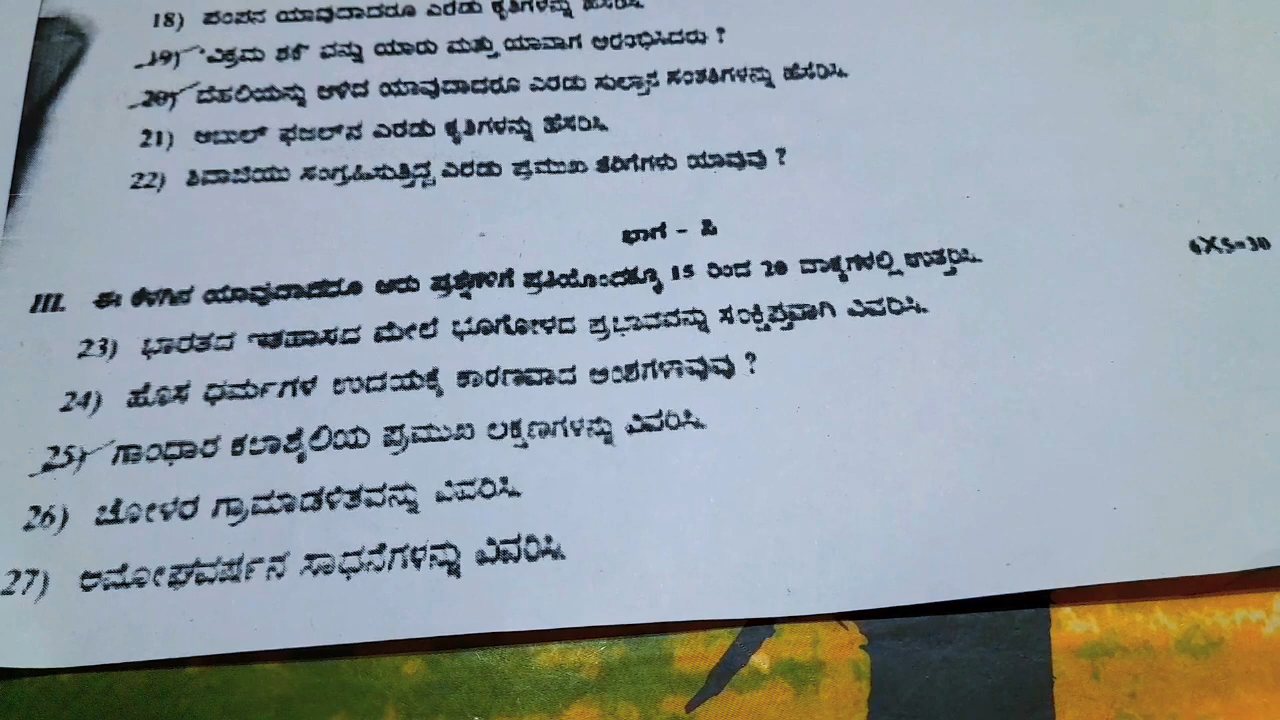 18) ಪಂಪನ ಯಾವುದಾದರೂ ಎರಡು ಕೃತಿಗಳನ್ನು ಹೆಸರಿಸಿ.
19) 'ವಿಕ್ರಮ ಶಕೆ' ವನ್ನು ಯಾರು ಮತ್ತು ಯಾವಾಗ ಆರಂಭಿಸಿದರು ?
20) ದೆಹಲಿಯನ್ನು ಆಳಿದ ಯಾವುದಾದರೂ ಎರಡು ಸುಲ್ತಾನ ಸಂತತಿಗಳನ್ನು ಹೆಸರಿಸಿ.
21) ಅಬುಲ್ ಫಜಲ್‌ನ ಎರಡು ಕೃತಿಗಳನ್ನು ಹೆಸರಿಸಿ.
22) ಶಿವಾಜಿಯು ಸಂಗ್ರಹಿಸುತ್ತಿದ್ದ ಎರಡು ಪ್ರಮುಖ ತೆರಿಗೆಗಳು ಯಾವುವು ?
ಭಾಗ - ಸಿ
III. ಈ ಕೆಳಗಿನ ಯಾವುದಾದರೂ ಆರು ಪ್ರಶ್ನೆಗಳಿಗೆ ಪ್ರತಿಯೊಂದಕ್ಕೂ 15 ರಿಂದ 20 ವಾಕ್ಯಗಳಲ್ಲಿ ಉತ್ತರಿಸಿ. 6X5=30
23) ಭಾರತದ ಇತಿಹಾಸದ ಮೇಲೆ ಭೂಗೋಳದ ಪ್ರಭಾವವನ್ನು ಸಂಕ್ಷಿಪ್ತವಾಗಿ ವಿವರಿಸಿ.
24) ಹೊಸ ಧರ್ಮಗಳ ಉದಯಕ್ಕೆ ಕಾರಣವಾದ ಅಂಶಗಳಾವುವು ?
25) ಗಾಂಧಾರ ಕಲಾಶೈಲಿಯ ಪ್ರಮುಖ ಲಕ್ಷಣಗಳನ್ನು ವಿವರಿಸಿ.
26) ಚೋಳರ ಗ್ರಾಮಾಡಳಿತವನ್ನು ವಿವರಿಸಿ.
27) ಅಮೋಘವರ್ಷನ ಸಾಧನೆಗಳನ್ನು ವಿವರಿಸಿ.